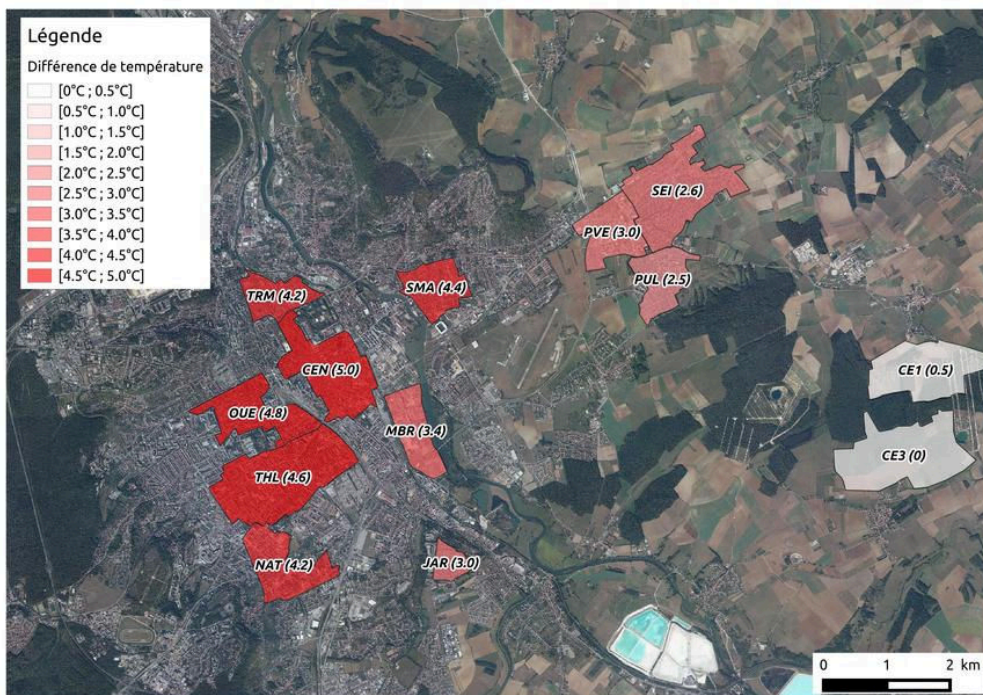 Légende
Différence de température
[0°C ; 0.5°C]
[0.5°C ; 1.0°C]
[1.0°C ; 1.5°C]
[1.5°C ; 2.0°C]
[2.0°C ; 2.5°C]
[2.5°C ; 3.0°C]
[3.0°C ; 3.5°C]
[3.5°C ; 4.0°C]
[4.0°C ; 4.5°C]
[4.5°C ; 5.0°C]
SEI (2.6)
PVE (3.0)
PUL (2.5)
SMA (4.4)
TRM (4.2)
CEN (5.0)
CE1 (0.5)
OUE (4.8)
MBR (3.4)
CE3 (0)
THL (4.6)
NAT (4.2)
JAR (3.0)
0 1 2 km